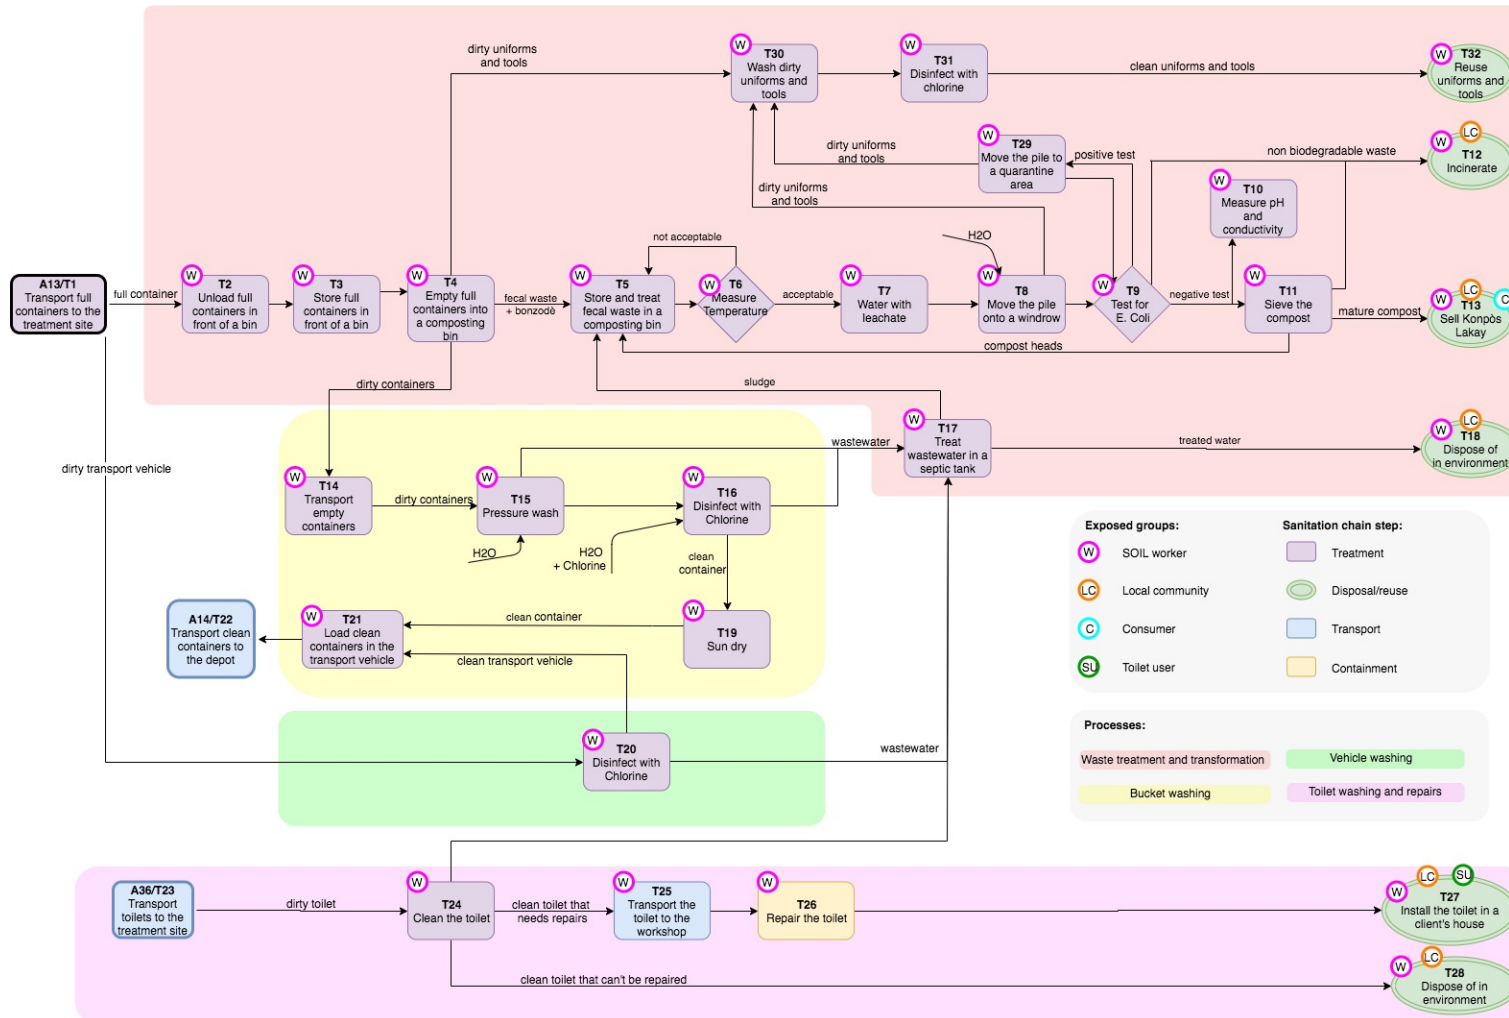 dirty uniforms
and tools
W
T30
Wash dirty
uniforms and
tools
W
T31
Disinfect with
chlorine
clean uniforms and tools
W
T32
Reuse
uniforms and
tools
dirty uniforms
and tools
W
T29
Move the pile to
a quarantine
area
positive test
non biodegradable waste
W
LC
T12
Incinerate
dirty uniforms
and tools
W
T10
Measure pH
and
conductivity
not acceptable
H2O
A13/T1
Transport full
containers to the
treatment site
full container
W
T2
Unload full
containers in
front of a bin
W
T3
Store full
containers in
front of a bin
W
T4
Empty full
containers into
a composting
bin
fecal waste
+ bonzodè
W
T5
Store and treat
fecal waste in a
composting bin
W
T6
Measure
Temperature
acceptable
W
T7
Water with
leachate
W
T8
Move the pile
onto a windrow
W
T9
Test for
E. Coli
negative test
W
T11
Sieve the
compost
mature compost
W
LC
C
T13
Sell Konpòs
Lakay
compost heads
dirty containers
sludge
dirty transport vehicle
wastewater
W
T17
Treat
wastewater in a
septic tank
treated water
W
LC
T18
Dispose of
in environment
W
T14
Transport
empty
containers
dirty containers
W
T15
Pressure wash
W
T16
Disinfect with
Chlorine
H2O
H2O
+ Chlorine
clean
container
A14/T22
Transport clean
containers to
the depot
W
T21
Load clean
containers in the
transport vehicle
clean container
W
T19
Sun dry
clean transport vehicle
W
T20
Disinfect with
Chlorine
wastewater
Exposed groups:
W
SOIL worker
LC
Local community
C
Consumer
SU
Toilet user
Sanitation chain step:
Treatment
Disposal/reuse
Transport
Containment
Processes:
Waste treatment and transformation
Vehicle washing
Bucket washing
Toilet washing and repairs
A36/T23
Transport
toilets to the
treatment site
dirty toilet
W
T24
Clean the toilet
clean toilet that
needs repairs
W
T25
Transport the
toilet to the
workshop
W
T26
Repair the toilet
W
LC
SU
T27
Install the toilet in a
client's house
clean toilet that can't be repaired
W
LC
T28
Dispose of in
environment